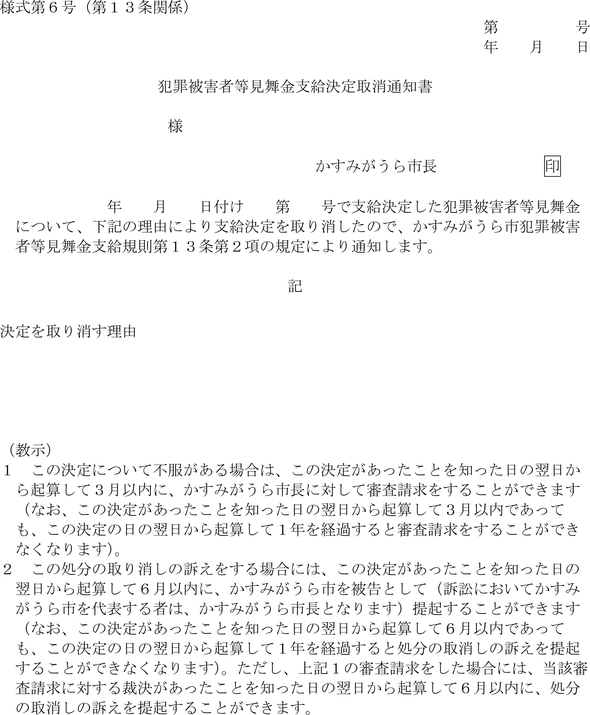 様式第６号（第１３条関係）
第　　　　　号
年　　月　　日
犯罪被害者等見舞金支給決定取消通知書
様
かすみがうら市長　　　　　　　印
年　　月　　日付け　　第　　号で支給決定した犯罪被害者等見舞金
について、下記の理由により支給決定を取り消したので、かすみがうら市犯罪被害
者等見舞金支給規則第１３条第２項の規定により通知します。
記
決定を取り消す理由
（教示）
１　この決定について不服がある場合は、この決定があったことを知った日の翌日か
ら起算して３月以内に、かすみがうら市長に対して審査請求をすることができます
（なお、この決定があったことを知った日の翌日から起算して３月以内であって
も、この決定の日の翌日から起算して１年を経過すると審査請求をすることができ
なくなります）。
２　この処分の取り消しの訴えをする場合には、この決定があったことを知った日の
翌日から起算して６月以内に、かすみがうら市を被告として（訴訟においてかすみ
がうら市を代表する者は、かすみがうら市長となります）提起することができます
（なお、この決定があったことを知った日の翌日から起算して６月以内であって
も、この決定の日の翌日から起算して１年を経過すると処分の取消しの訴えを提起
することができなくなります）。ただし、上記１の審査請求をした場合には、当該審
査請求に対する裁決があったことを知った日の翌日から起算して６月以内に、処分
の取消しの訴えを提起することができます。